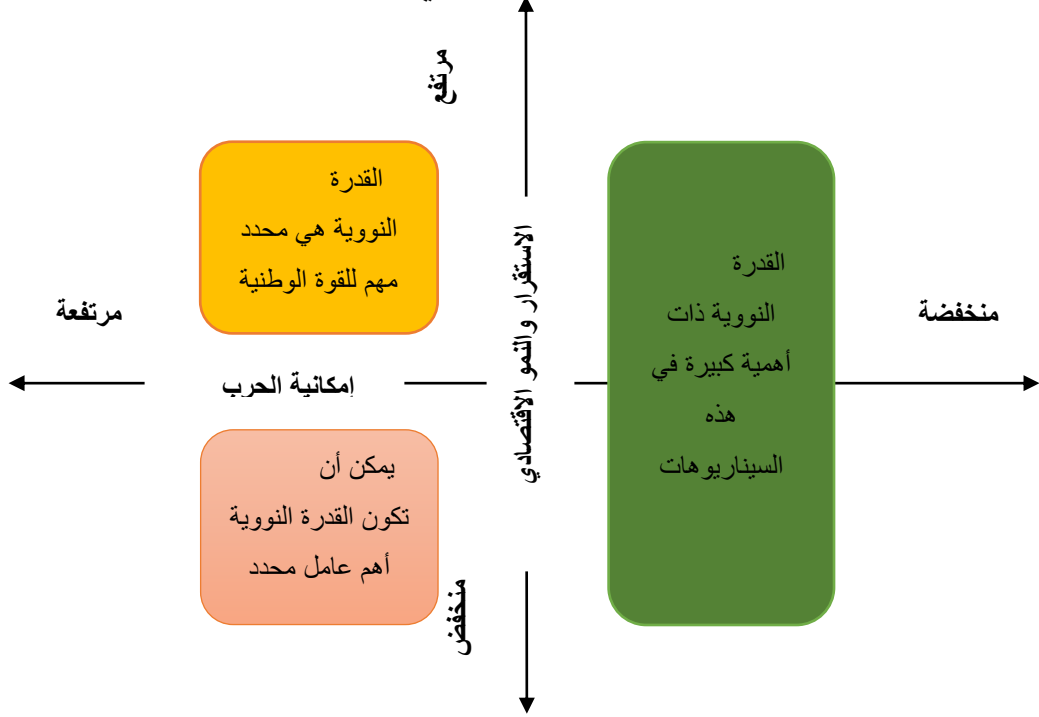 مرتفع
القدرة
النووية هي محدد
مهم للقوة الوطنية
القدرة
النووية ذات
أهمية كبيرة في
هذه
السيناريوهات
منخفضة
مرتفعة
إمكانية الحرب
الاستقرار والنمو الاقتصادي
يمكن أن
تكون القدرة النووية
أهم عامل محدد
منخفض